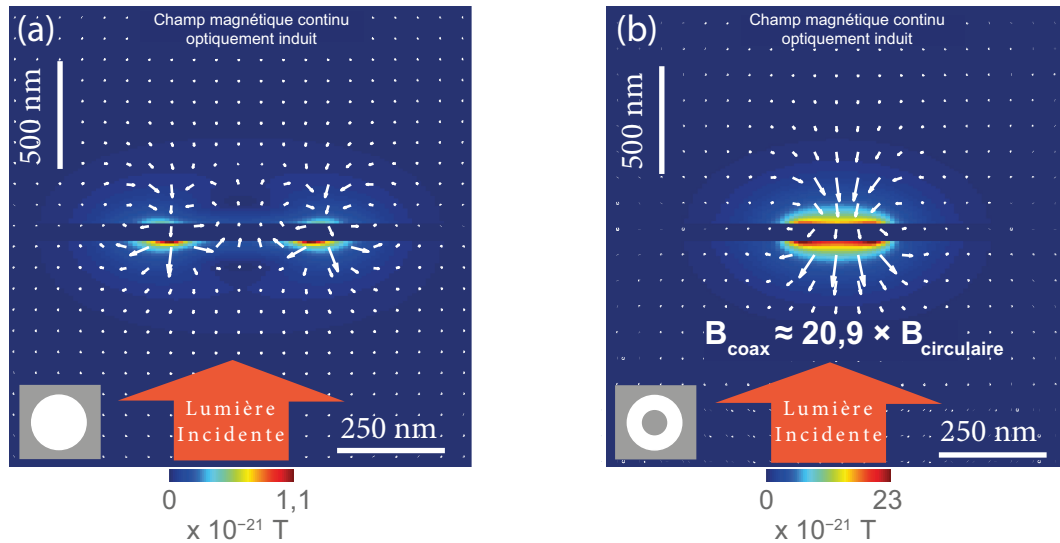 (a)
Champ magnétique continu
optiquement induit
500 nm
Lumière
Incidente
250 nm
0
1,1
x 10⁻²¹ T
(b)
Champ magnétique continu
optiquement induit
500 nm
B_coax ≈ 20,9 × B_circulaire
Lumière
Incidente
250 nm
0
23
x 10⁻²¹ T